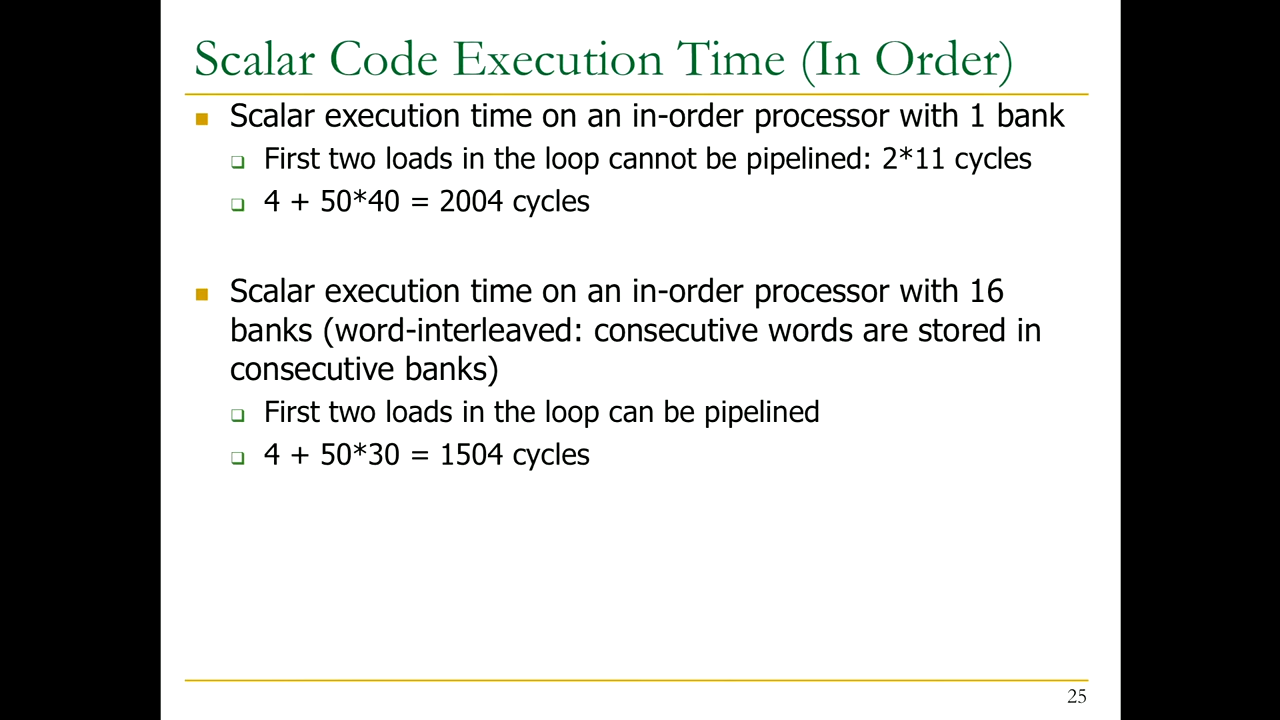 Scalar Code Execution Time (In Order)
Scalar execution time on an in-order processor with 1 bank
First two loads in the loop cannot be pipelined: 2*11 cycles
4 + 50*40 = 2004 cycles
Scalar execution time on an in-order processor with 16
banks (word-interleaved: consecutive words are stored in
consecutive banks)
First two loads in the loop can be pipelined
4 + 50*30 = 1504 cycles
25